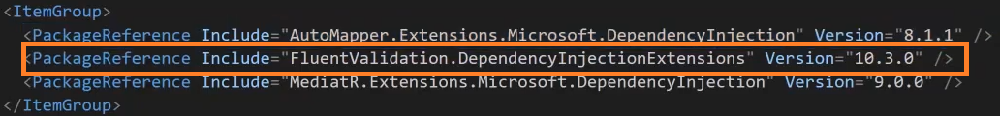 <ItemGroup>
<PackageReference Include="AutoMapper.Extensions.Microsoft.DependencyInjection" Version="8.1.1" />
<PackageReference Include="FluentValidation.DependencyInjectionExtensions" Version="10.3.0" />
<PackageReference Include="MediatR.Extensions.Microsoft.DependencyInjection" Version="9.0.0" />
</ItemGroup>